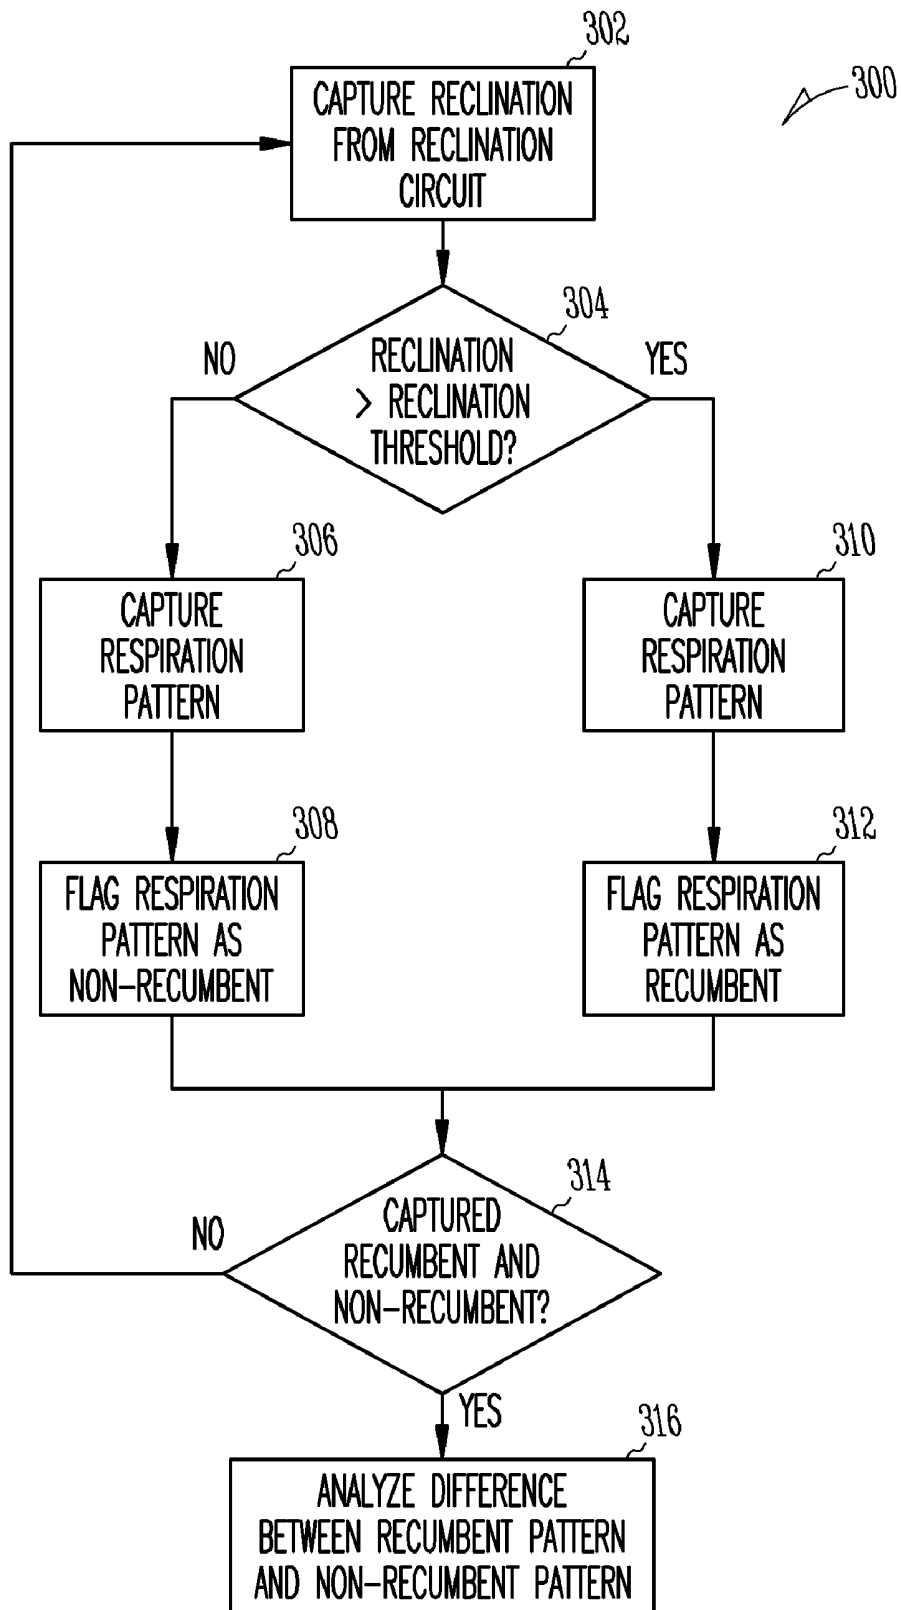 302
300
CAPTURE RECLINATION
FROM RECLINATION
CIRCUIT
304
NO
YES
RECLINATION
> RECLINATION
THRESHOLD?
306
310
CAPTURE
RESPIRATION
PATTERN
CAPTURE
RESPIRATION
PATTERN
308
312
FLAG RESPIRATION
PATTERN AS
NON-RECUMBENT
FLAG RESPIRATION
PATTERN AS
RECUMBENT
314
NO
CAPTURED
RECUMBENT AND
NON-RECUMBENT?
YES
316
ANALYZE DIFFERENCE
BETWEEN RECUMBENT PATTERN
AND NON-RECUMBENT PATTERN